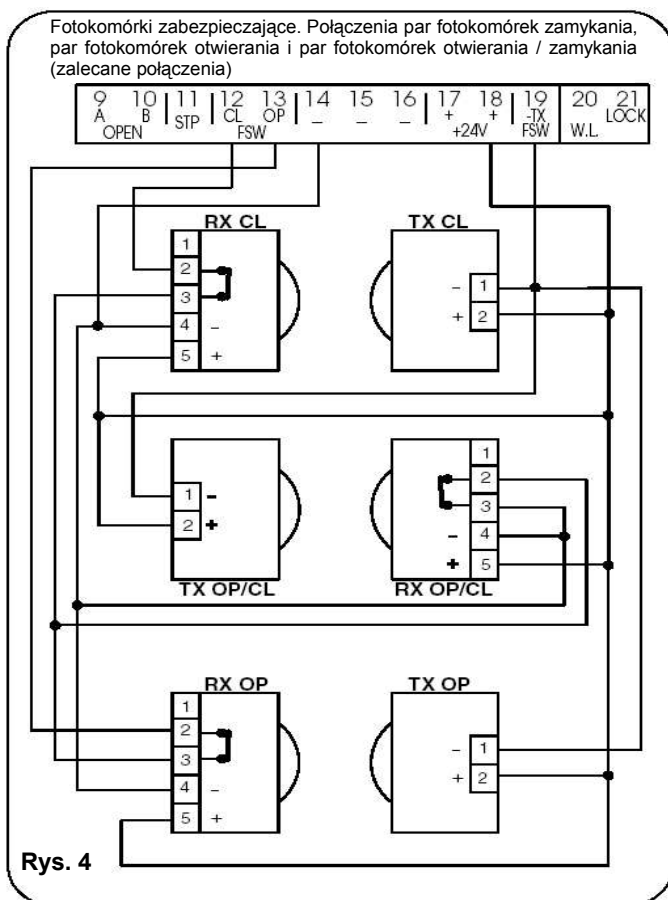 Fotokomórki zabezpieczające. Połączenia par fotokomórek zamykania,
par fotokomórek otwierania i par fotokomórek otwierania / zamykania
(zalecane połączenia)
9 10 11 12 13 14 15 16 17 18 19 20 21
A B STP CL OP – – – + + -TX W.L. LOCK
OPEN FSW +24V FSW
RX CL TX CL
1
2
3
4 –
5 +
– 1
+ 2
1 –
2 +
1
2
3
– 4
+ 5
TX OP/CL RX OP/CL
RX OP TX OP
1
2
3
4 –
5 +
– 1
+ 2
Rys. 4